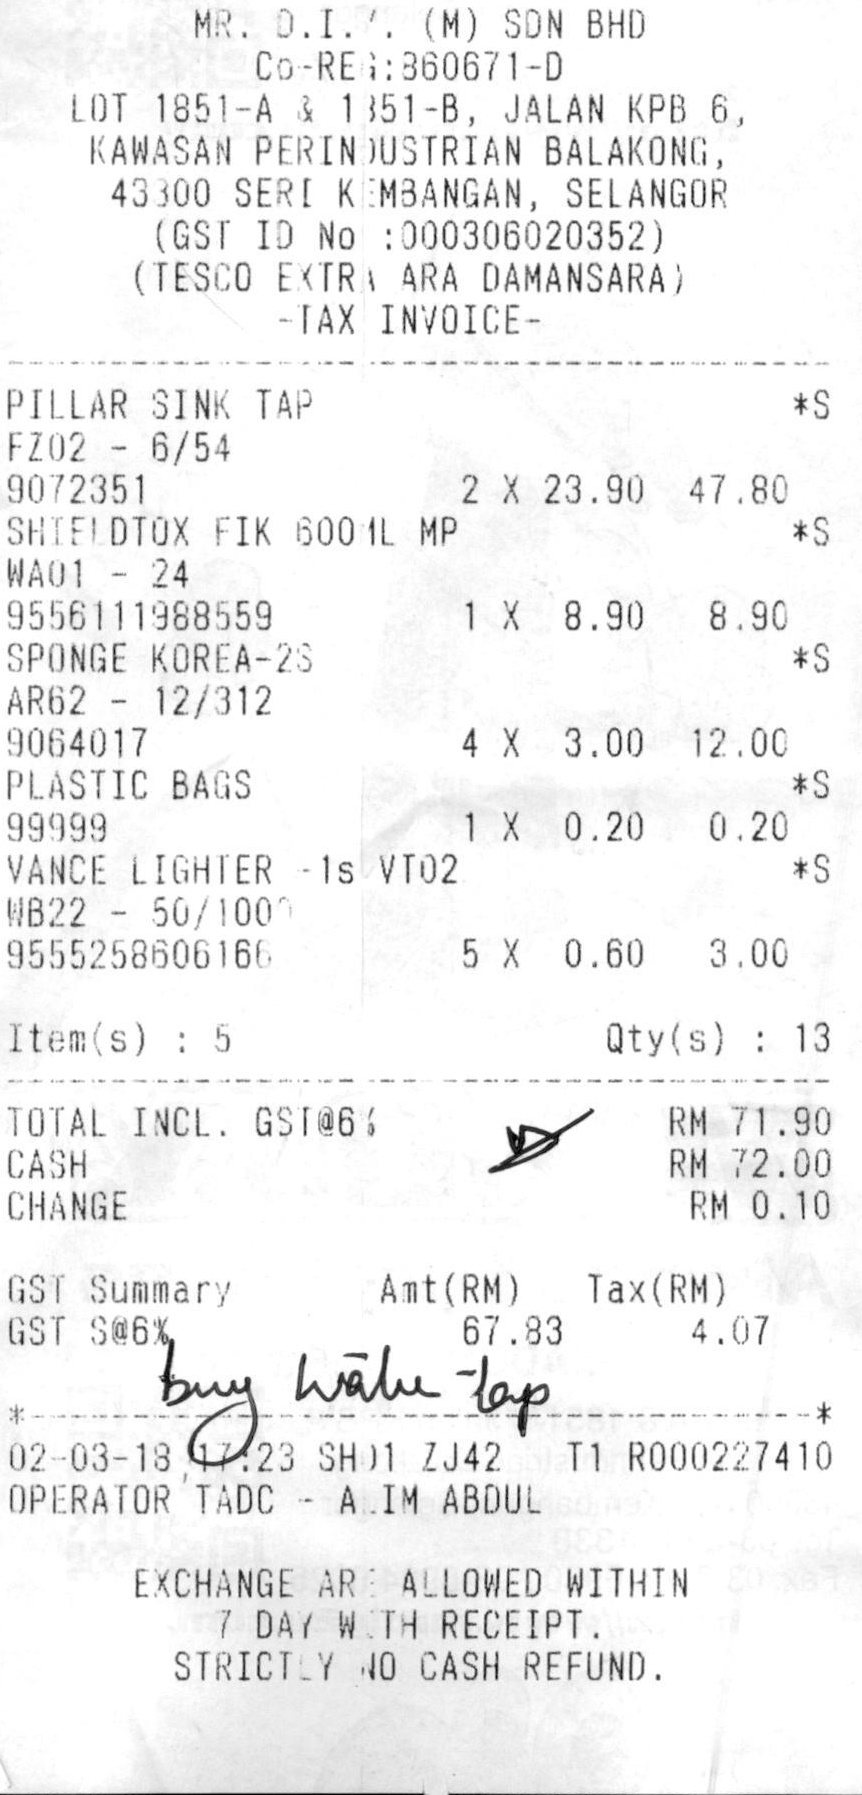 MR. D.I.Y. (M) SDN BHD
Co-REG:860671-D
LOT 1851-A & 1851-B, JALAN KPB 6,
KAWASAN PERINDUSTRIAN BALAKONG,
43300 SERI KEMBANGAN, SELANGOR
(GST ID No :000306020352)
(TESCO EXTRA ARA DAMANSARA)
-TAX INVOICE-
PILLAR SINK TAP *S
FZ02 - 6/54
9072351 2 X 23.90 47.80
SHIELDTOX FIK 600ML MP *S
WA01 - 24
9556111988559 1 X 8.90 8.90
SPONGE KOREA-2S *S
AR62 - 12/312
9064017 4 X 3.00 12.00
PLASTIC BAGS *S
99999 1 X 0.20 0.20
VANCE LIGHTER -1s VT02 *S
WB22 - 50/1000
9555258606166 5 X 0.60 3.00
Item(s) : 5 Qty(s) : 13
TOTAL INCL. GST@6% RM 71.90
CASH RM 72.00
CHANGE RM 0.10
GST Summary Amt(RM) Tax(RM)
GST S@6% 67.83 4.07
buy water tap
*------------------------------------*
02-03-18 17:23 SH01 ZJ42 T1 R000227410
OPERATOR TADC - ALIM ABDUL
EXCHANGE ARE ALLOWED WITHIN
7 DAY WITH RECEIPT.
STRICTLY NO CASH REFUND.